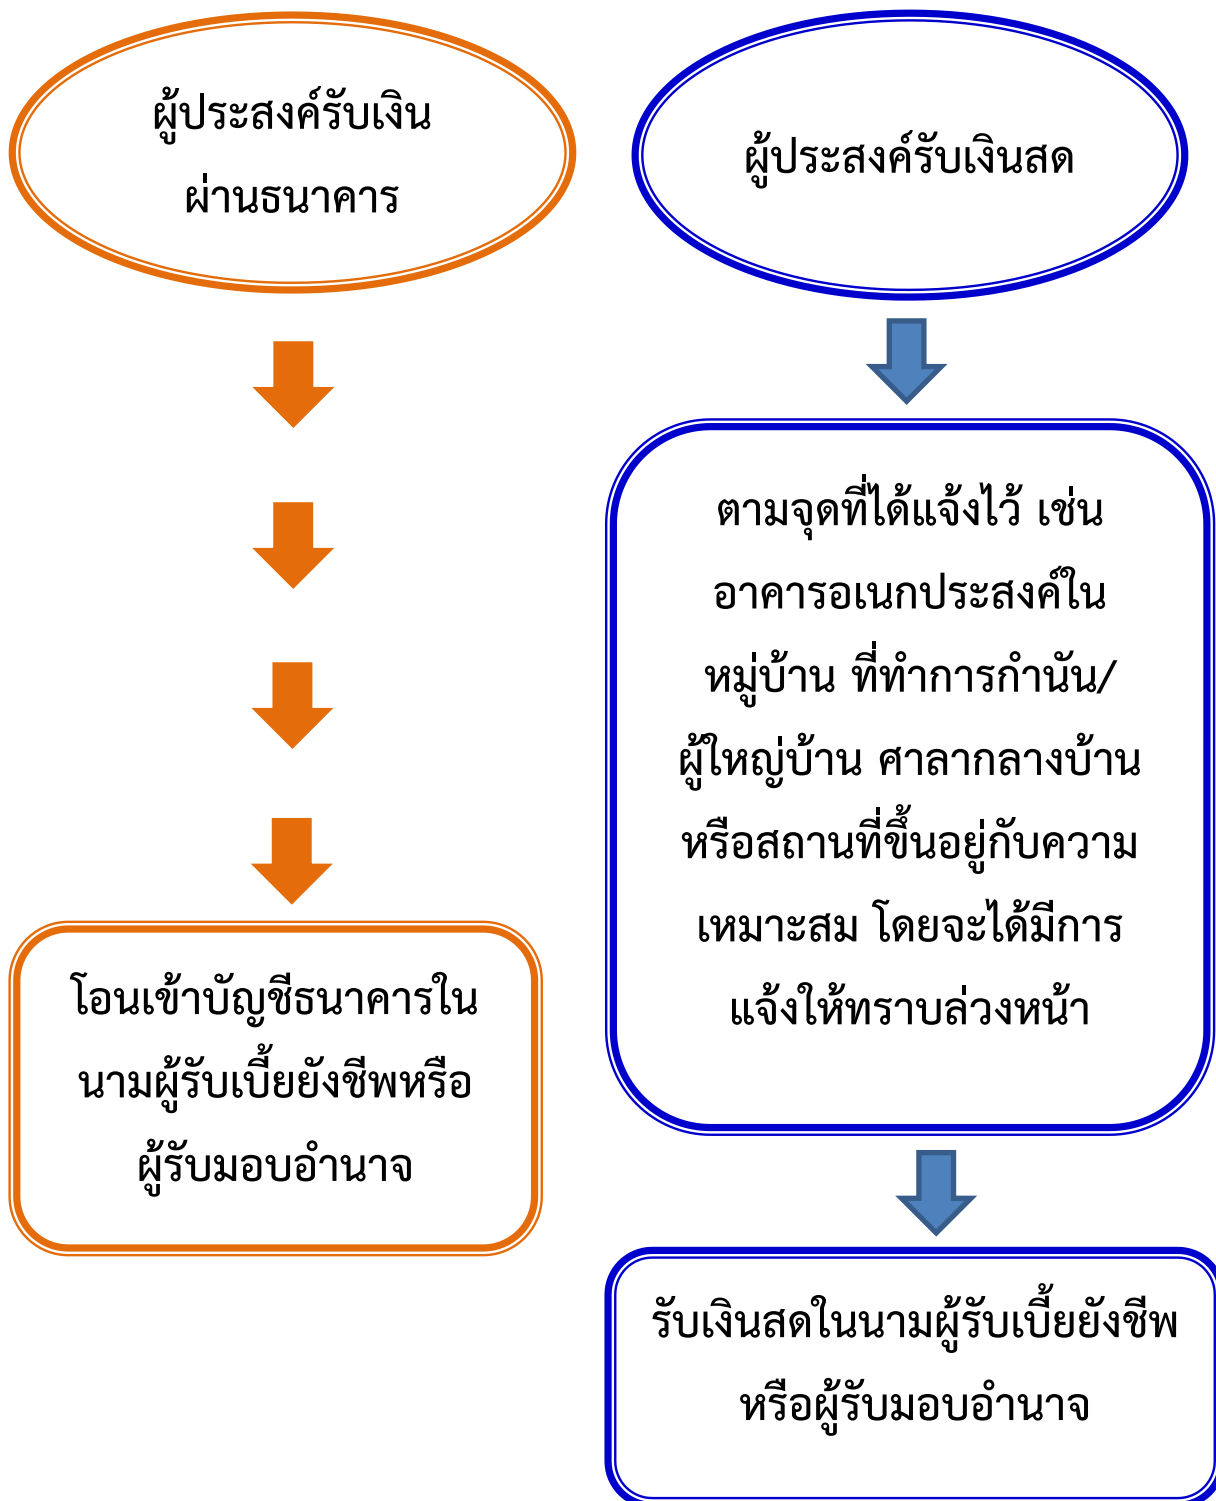 ผู้ประสงค์รับเงิน
ผ่านธนาคาร
โอนเข้าบัญชีธนาคารใน
นามผู้รับเบี้ยยังชีพหรือ
ผู้รับมอบอำนาจ
ผู้ประสงค์รับเงินสด
ตามจุดที่ได้แจ้งไว้ เช่น
อาคารอเนกประสงค์ใน
หมู่บ้าน ที่ทำการกำนัน/
ผู้ใหญ่บ้าน ศาลากลางบ้าน
หรือสถานที่ขึ้นอยู่กับความ
เหมาะสม โดยจะได้มีการ
แจ้งให้ทราบล่วงหน้า
รับเงินสดในนามผู้รับเบี้ยยังชีพ
หรือผู้รับมอบอำนาจ